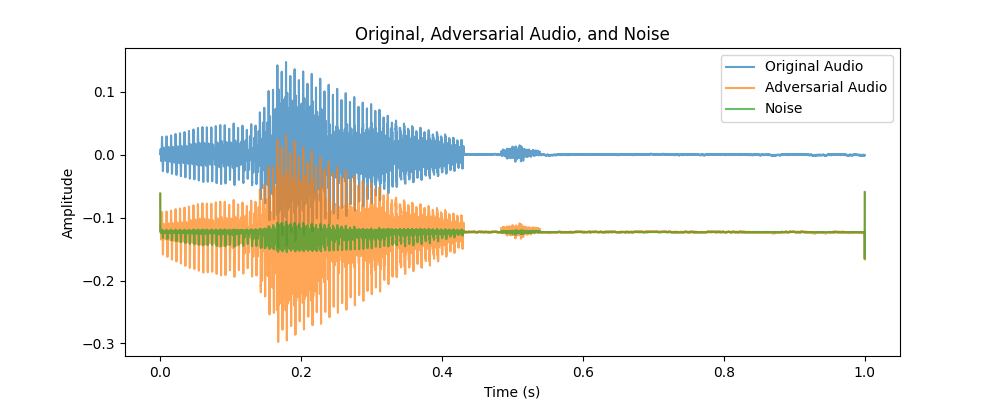 Original, Adversarial Audio, and Noise
Original Audio
Adversarial Audio
Noise
Amplitude
0.1
0.0
−0.1
−0.2
−0.3
0.0 0.2 0.4 0.6 0.8 1.0
Time (s)